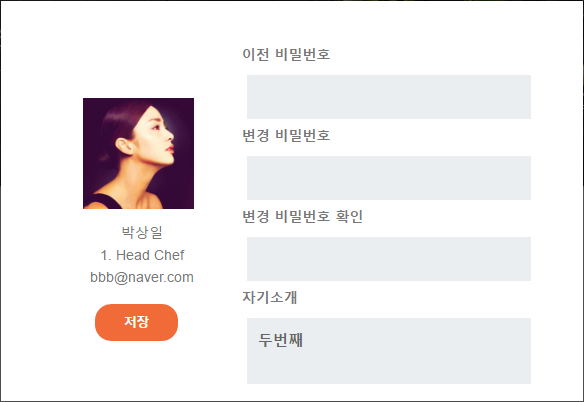 이전 비밀번호
변경 비밀번호
변경 비밀번호 확인
자기소개
두번째
박상일
1. Head Chef
bbb@naver.com
저장